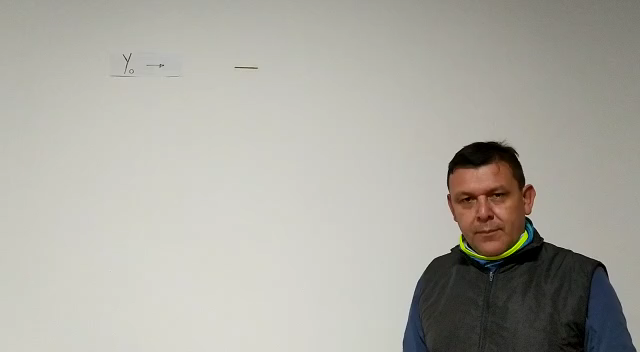 Y₀ →